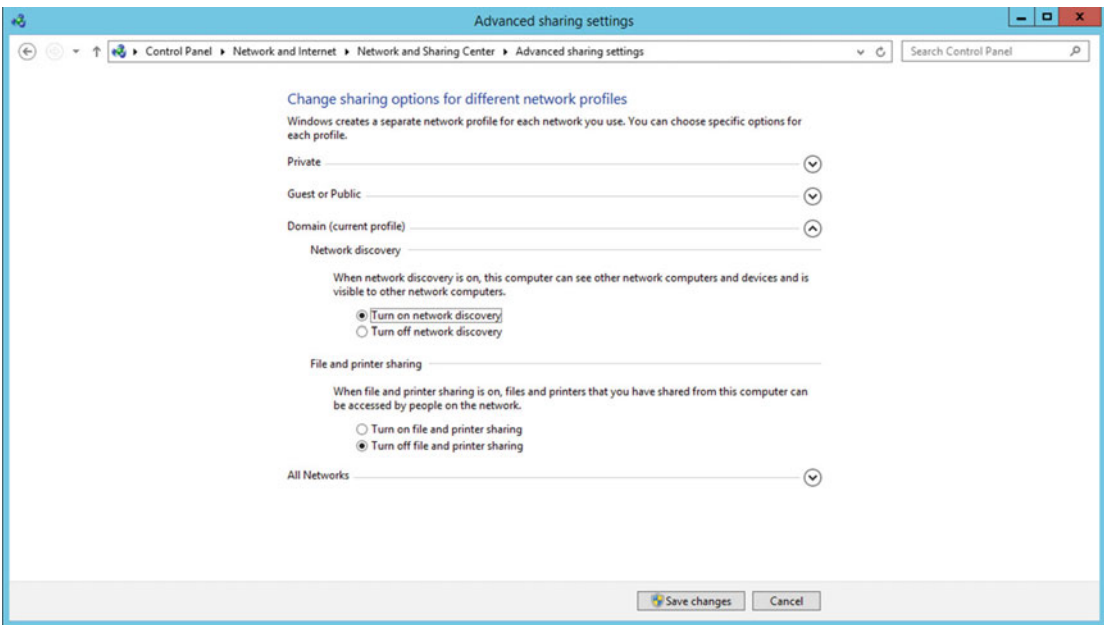 Advanced sharing settings
Control Panel ▸ Network and Internet ▸ Network and Sharing Center ▸ Advanced sharing settings
Search Control Panel
Change sharing options for different network profiles
Windows creates a separate network profile for each network you use. You can choose specific options for
each profile.
Private
Guest or Public
Domain (current profile)
Network discovery
When network discovery is on, this computer can see other network computers and devices and is
visible to other network computers.
Turn on network discovery
Turn off network discovery
File and printer sharing
When file and printer sharing is on, files and printers that you have shared from this computer can
be accessed by people on the network.
Turn on file and printer sharing
Turn off file and printer sharing
All Networks
Save changes
Cancel